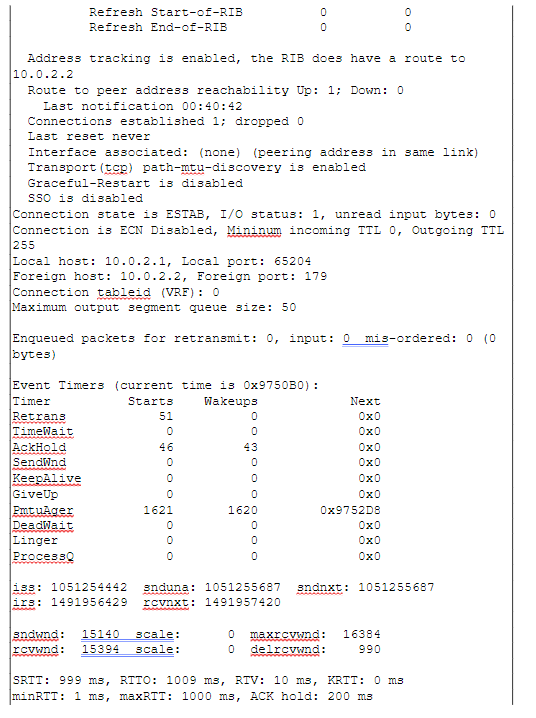 Refresh Start-of-RIB 0 0
Refresh End-of-RIB 0 0
Address tracking is enabled, the RIB does have a route to
10.0.2.2
Route to peer address reachability Up: 1; Down: 0
Last notification 00:40:42
Connections established 1; dropped 0
Last reset never
Interface associated: (none) (peering address in same link)
Transport(tcp) path-mtu-discovery is enabled
Graceful-Restart is disabled
SSO is disabled
Connection state is ESTAB, I/O status: 1, unread input bytes: 0
Connection is ECN Disabled, Mininum incoming TTL 0, Outgoing TTL
255
Local host: 10.0.2.1, Local port: 65204
Foreign host: 10.0.2.2, Foreign port: 179
Connection tableid (VRF): 0
Maximum output segment queue size: 50
Enqueued packets for retransmit: 0, input: 0 mis-ordered: 0 (0
bytes)
Event Timers (current time is 0x9750B0):
Timer Starts Wakeups Next
Retrans 51 0 0x0
TimeWait 0 0 0x0
AckHold 46 43 0x0
SendWnd 0 0 0x0
KeepAlive 0 0 0x0
GiveUp 0 0 0x0
PmtuAger 1621 1620 0x9752D8
DeadWait 0 0 0x0
Linger 0 0 0x0
ProcessQ 0 0 0x0
iss: 1051254442 snduna: 1051255687 sndnxt: 1051255687
irs: 1491956429 rcvnxt: 1491957420
sndwnd: 15140 scale: 0 maxrcvwnd: 16384
rcvwnd: 15394 scale: 0 delrcvwnd: 990
SRTT: 999 ms, RTTO: 1009 ms, RTV: 10 ms, KRTT: 0 ms
minRTT: 1 ms, maxRTT: 1000 ms, ACK hold: 200 ms